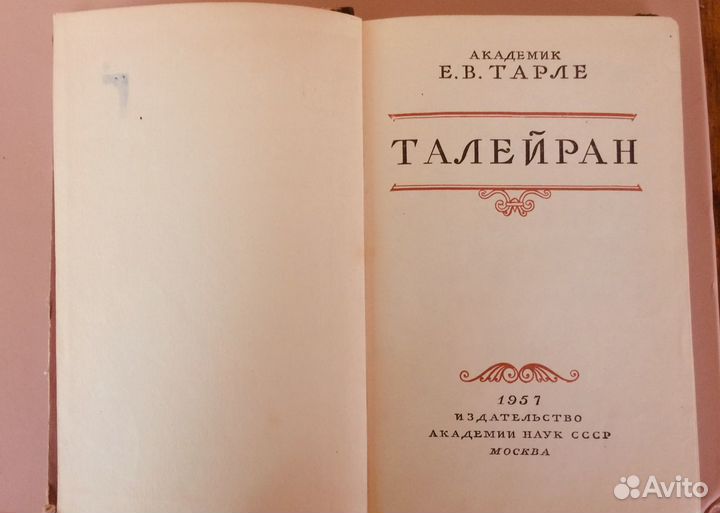 АКАДЕМИК
Е.В.ТАРЛЕ
ТАЛЕЙРАН
1957
ИЗДАТЕЛЬСТВО
АКАДЕМИИ НАУК СССР
МОСКВА
Avito